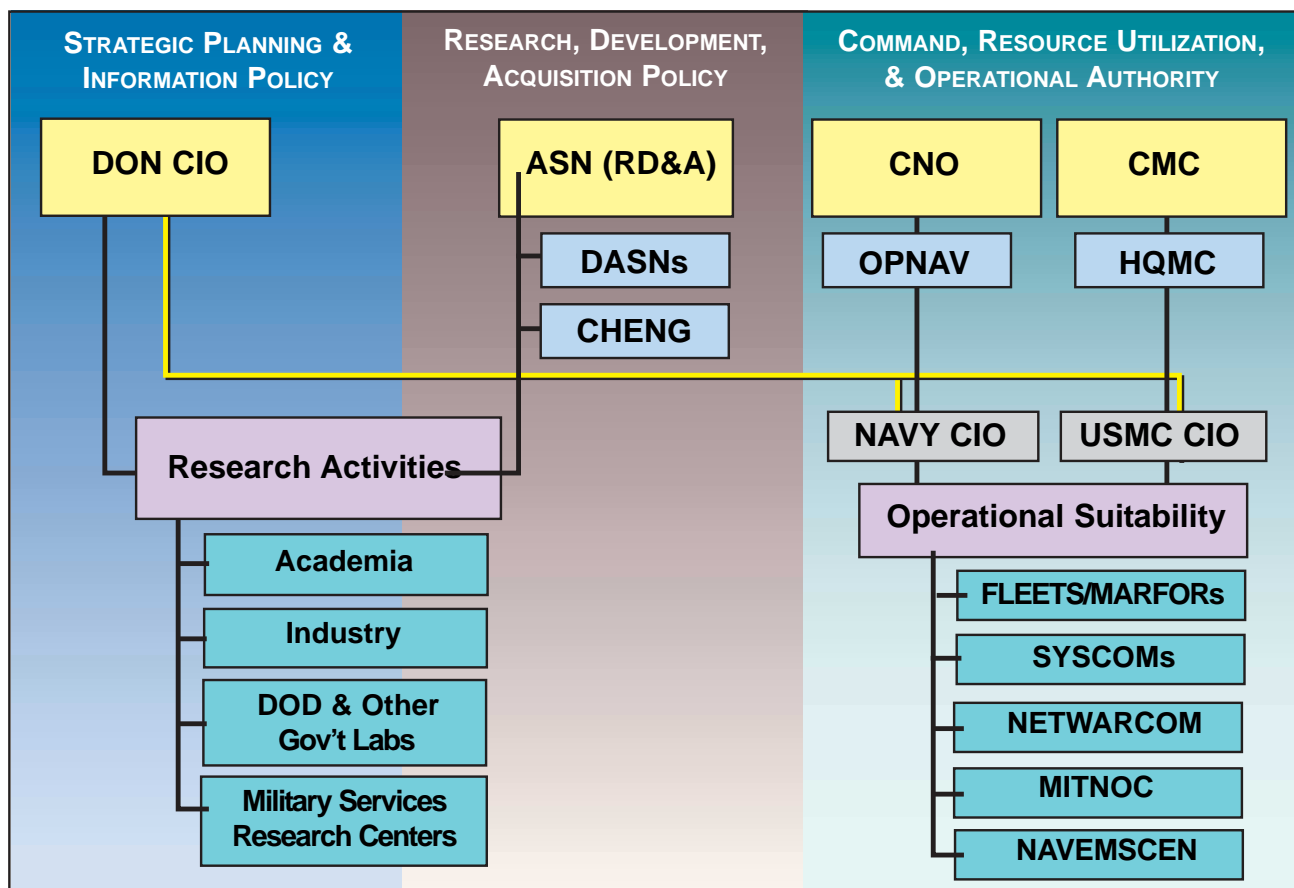 STRATEGIC PLANNING &
INFORMATION POLICY
RESEARCH, DEVELOPMENT,
ACQUISITION POLICY
COMMAND, RESOURCE UTILIZATION,
& OPERATIONAL AUTHORITY
DON CIO
ASN (RD&A)
CNO
CMC
DASNs
OPNAV
HQMC
CHENG
NAVY CIO
USMC CIO
Research Activities
Operational Suitability
Academia
Industry
DOD & Other
Gov't Labs
Military Services
Research Centers
FLEETS/MARFORs
SYSCOMs
NETWARCOM
MITNOC
NAVEMSCEN